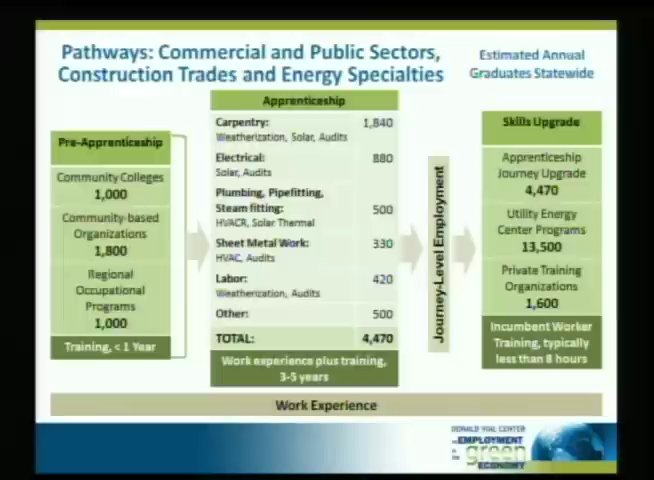 Pathways: Commercial and Public Sectors,
Construction Trades and Energy Specialties
Estimated Annual
Graduates Statewide
Pre-Apprenticeship
Community Colleges
1,000
Community-based
Organizations
1,800
Regional
Occupational
Programs
1,000
Training, < 1 Year
Apprenticeship
Carpentry: 1,840
Weatherization, Solar, Audits
Electrical: 880
Solar, Audits
Plumbing, Pipefitting,
Steam fitting: 500
HVACR, Solar Thermal
Sheet Metal Work: 330
HVAC, Audits
Labor: 420
Weatherization, Audits
Other: 500
TOTAL: 4,470
Work experience plus training,
3-5 years
Journey-Level Employment
Skills Upgrade
Apprenticeship
Journey Upgrade
4,470
Utility Energy
Center Programs
13,500
Private Training
Organizations
1,600
Incumbent Worker
Training, typically
less than 8 hours
Work Experience
DONALD VIAL CENTER
EMPLOYMENT
green
ECONOMY